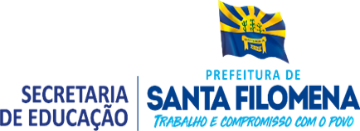 SECRETARIA
DE EDUCAÇÃO
PREFEITURA DE
SANTA FILOMENA
TRABALHO E COMPROMISSO COM O POVO